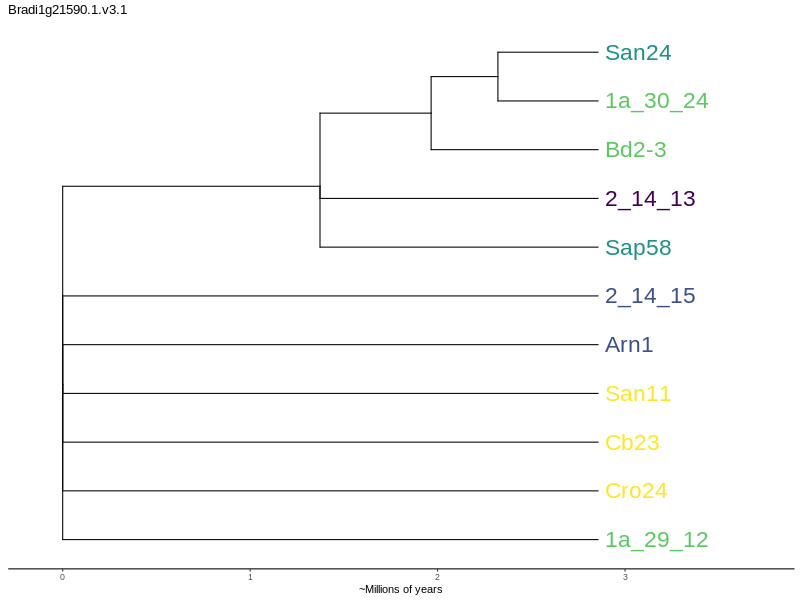 Bradi1g21590.1.v3.1
San24
1a_30_24
Bd2-3
2_14_13
Sap58
2_14_15
Arn1
San11
Cb23
Cro24
1a_29_12
0 1 2 3
~Millions of years